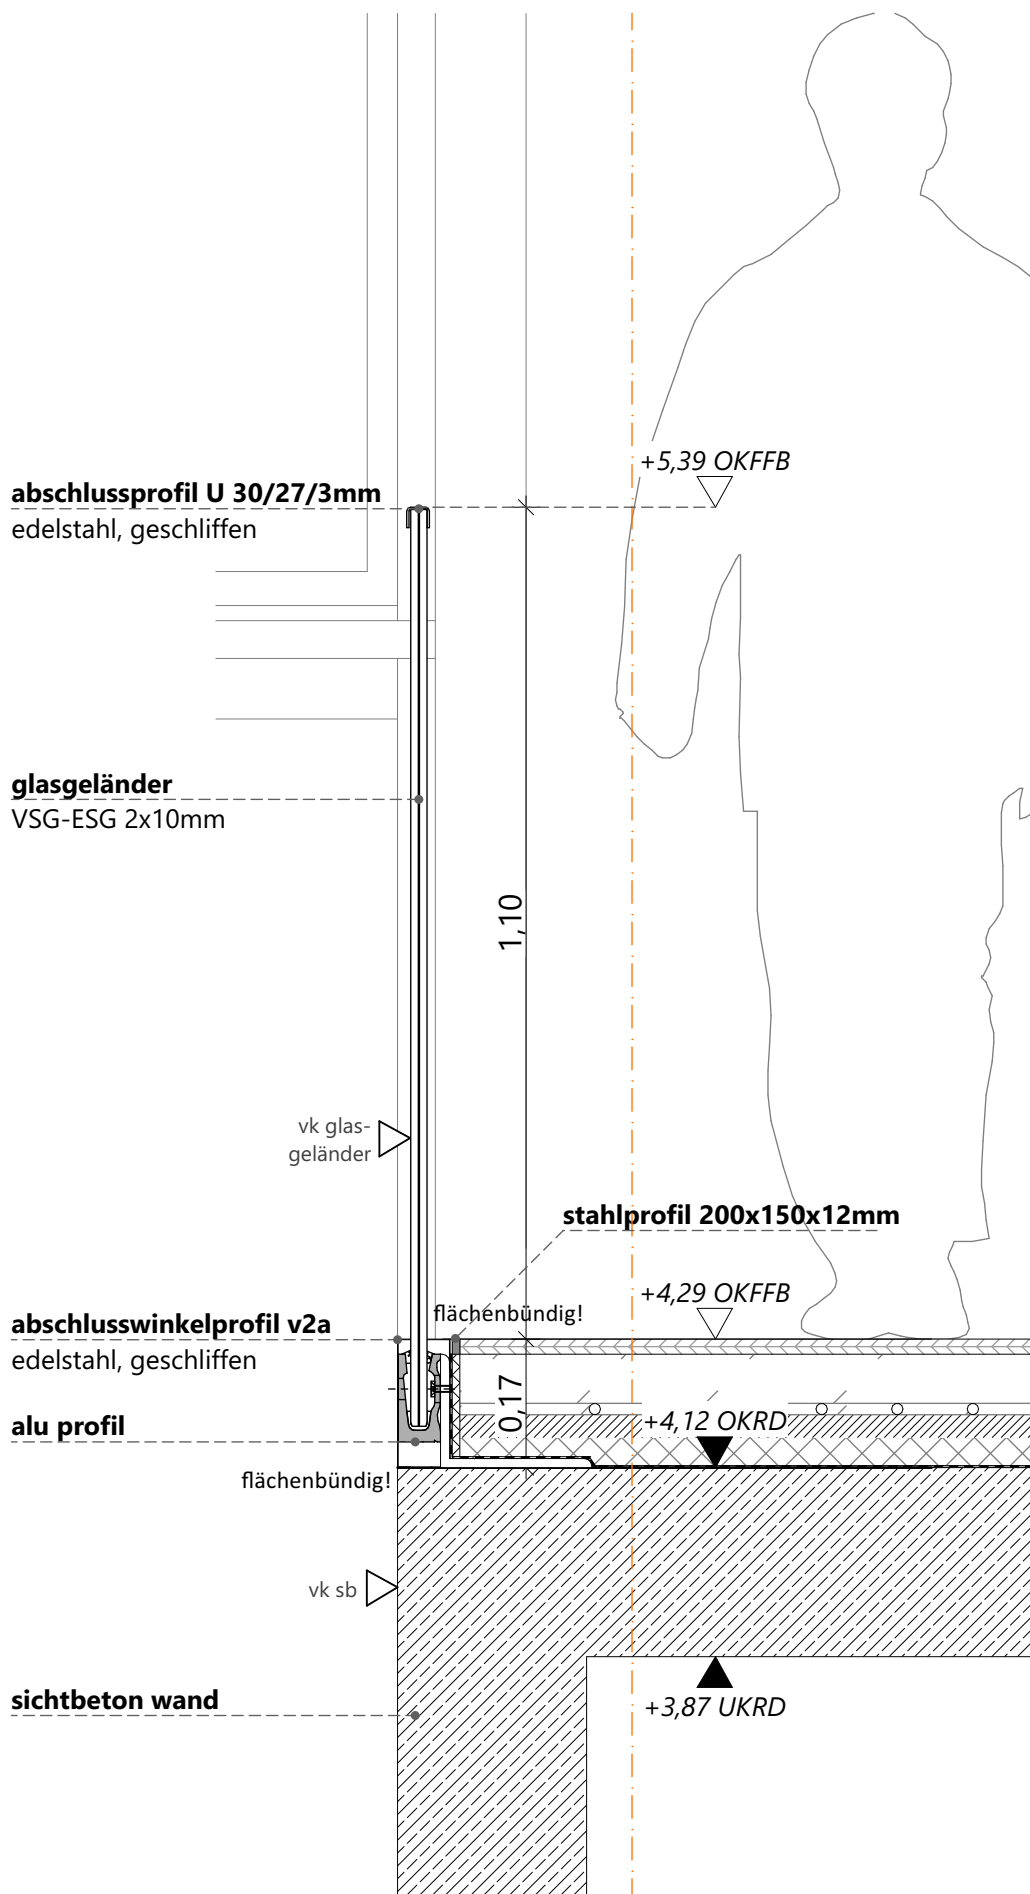 +5,39 OKFFB
abschlussprofil U 30/27/3mm
edelstahl, geschliffen
glasgeländer
VSG-ESG 2x10mm
1,10
vk glas-
geländer
stahlprofil 200x150x12mm
+4,29 OKFFB
flächenbündig!
abschlusswinkelprofil v2a
edelstahl, geschliffen
0,17
+4,12 OKRD
alu profil
flächenbündig!
vk sb
sichtbeton wand
+3,87 UKRD